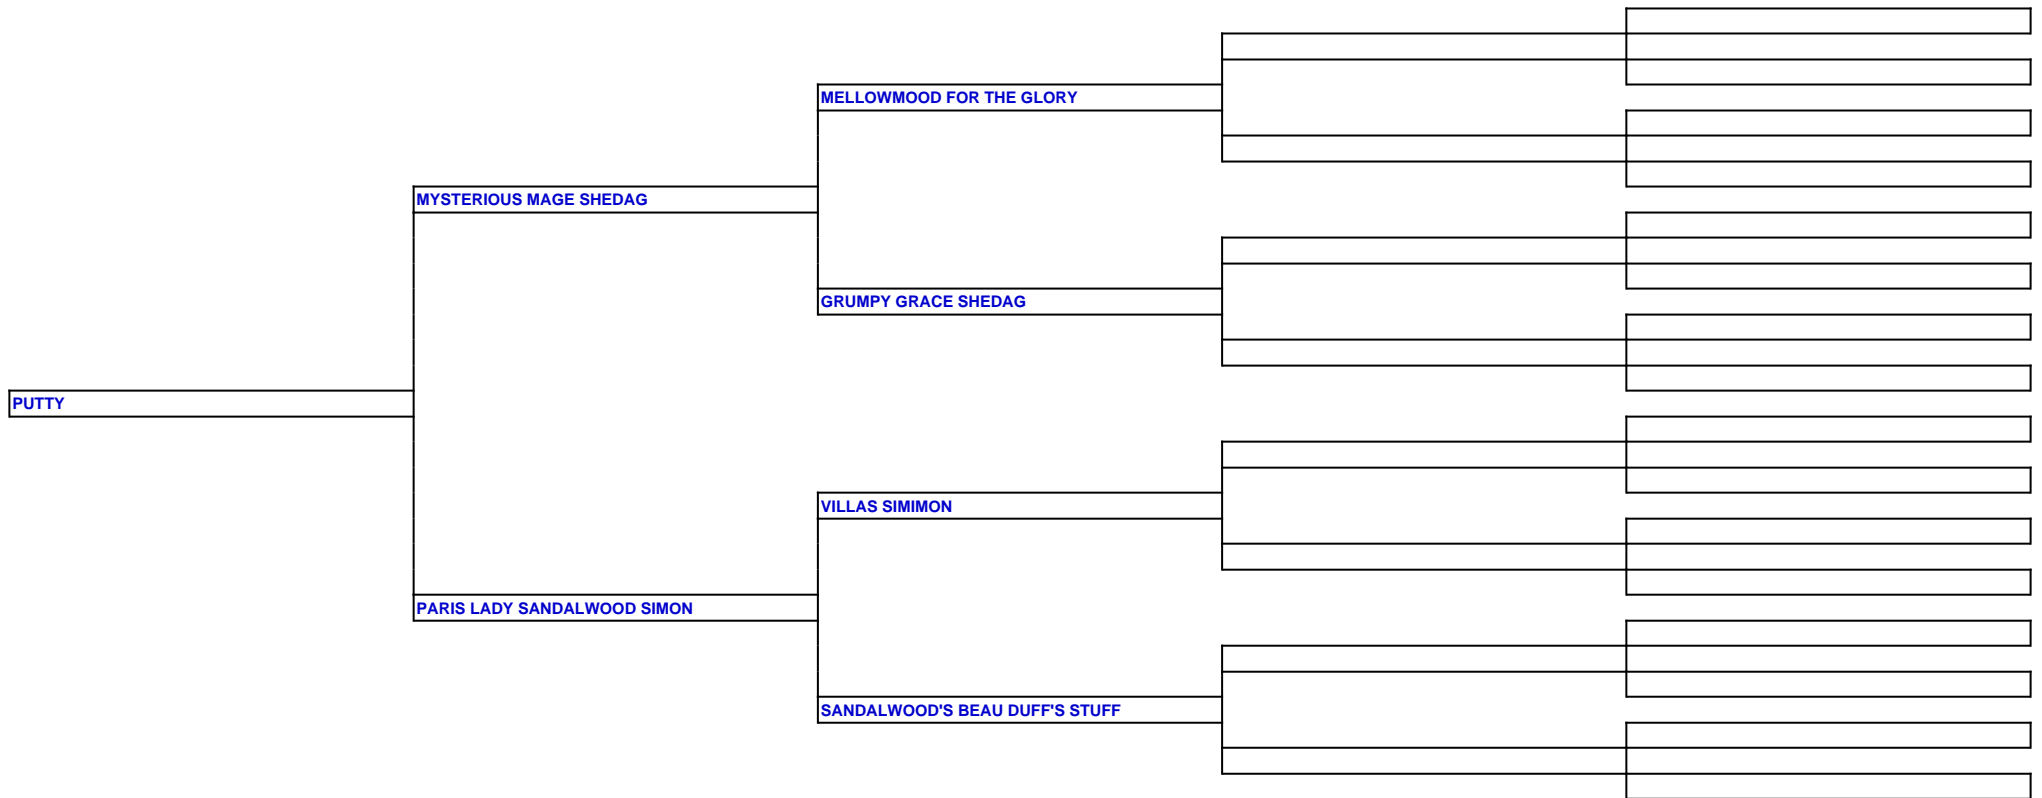 MELLOWMOOD FOR THE GLORY
MYSTERIOUS MAGE SHEDAG
GRUMPY GRACE SHEDAG
PUTTY
VILLAS SIMIMON
PARIS LADY SANDALWOOD SIMON
SANDALWOOD'S BEAU DUFF'S STUFF